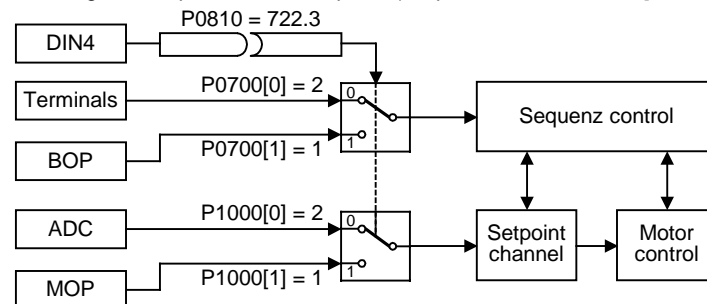 P0810 = 722.3
DIN4
Terminals
P0700[0] = 2
0
1
Sequenz control
BOP
P0700[1] = 1
ADC
P1000[0] = 2
0
1
Setpoint
channel
Motor
control
MOP
P1000[1] = 1